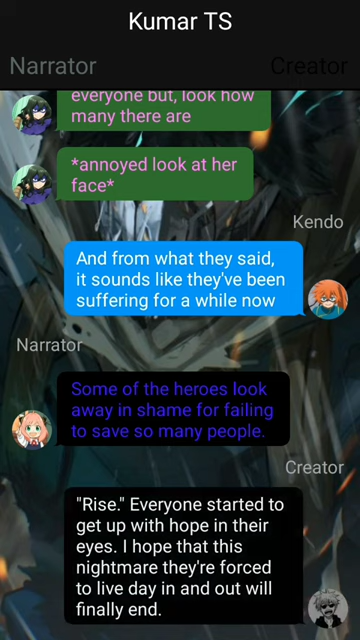 Kumar TS
Narrator
Creator
everyone but, look how
many there are
*annoyed look at her
face*
Kendo
And from what they said,
it sounds like they've been
suffering for a while now
Narrator
Some of the heroes look
away in shame for failing
to save so many people.
Creator
"Rise." Everyone started to
get up with hope in their
eyes. I hope that this
nightmare they're forced
to live day in and out will
finally end.